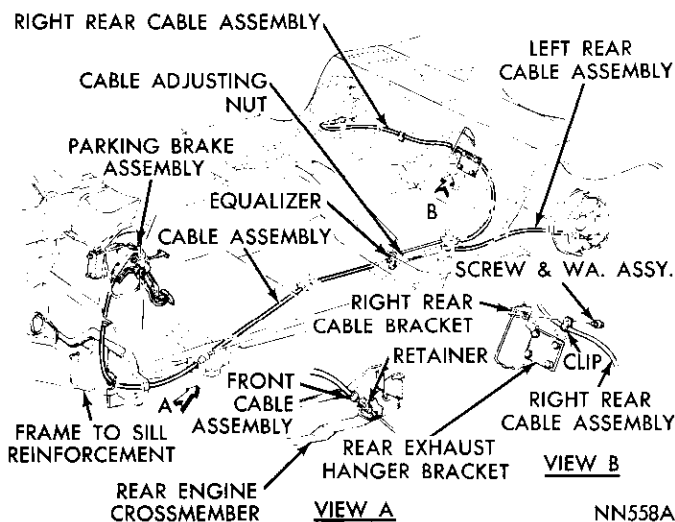 RIGHT REAR CABLE ASSEMBLY
LEFT REAR
CABLE ASSEMBLY
CABLE ADJUSTING
NUT
PARKING BRAKE
ASSEMBLY
EQUALIZER
B
CABLE ASSEMBLY
SCREW & WA. ASSY.
RIGHT REAR
CABLE BRACKET
RETAINER
CLIP
A
FRONT
CABLE
ASSEMBLY
RIGHT REAR
CABLE ASSEMBLY
FRAME TO SILL
REINFORCEMENT
REAR EXHAUST
HANGER BRACKET
VIEW B
REAR ENGINE
CROSSMEMBER
VIEW A
NN558A